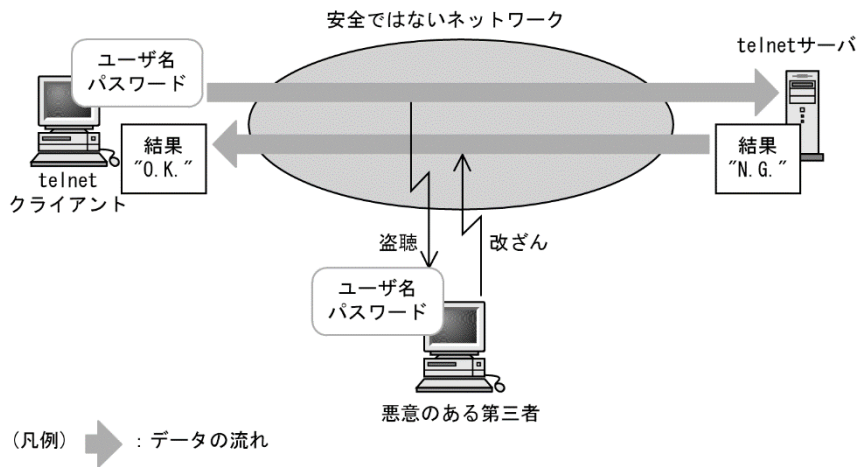 安全ではないネットワーク
telnetサーバ
ユーザ名
パスワード
結果
"O.K."
結果
"N.G."
telnet
クライアント
盗聴
改ざん
ユーザ名
パスワード
悪意のある第三者
(凡例) : データの流れ